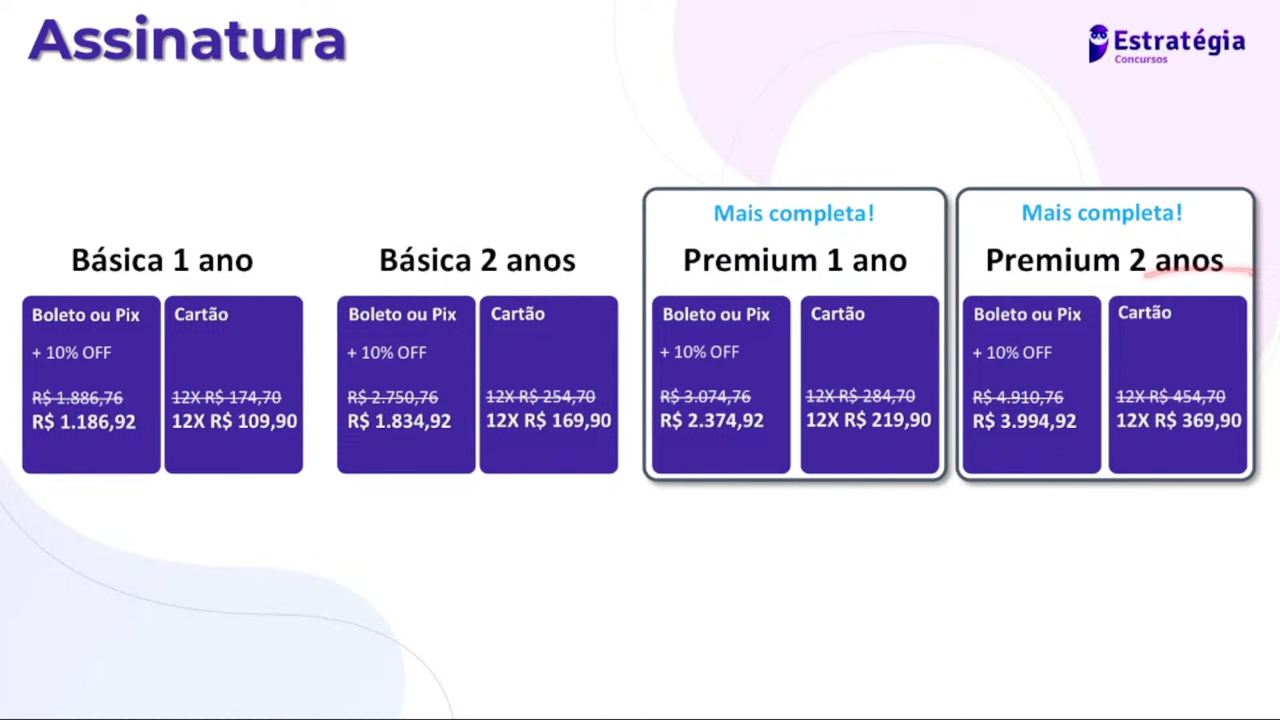 Assinatura
Estratégia
Concursos
Básica 1 ano
Boleto ou Pix
+ 10% OFF
R$ 1.886,76
R$ 1.186,92
Cartão
12X R$ 174,70
12X R$ 109,90
Básica 2 anos
Boleto ou Pix
+ 10% OFF
R$ 2.750,76
R$ 1.834,92
Cartão
12X R$ 254,70
12X R$ 169,90
Mais completa!
Premium 1 ano
Boleto ou Pix
+ 10% OFF
R$ 3.074,76
R$ 2.374,92
Cartão
12X R$ 284,70
12X R$ 219,90
Mais completa!
Premium 2 anos
Boleto ou Pix
+ 10% OFF
R$ 4.910,76
R$ 3.994,92
Cartão
12X R$ 454,70
12X R$ 369,90